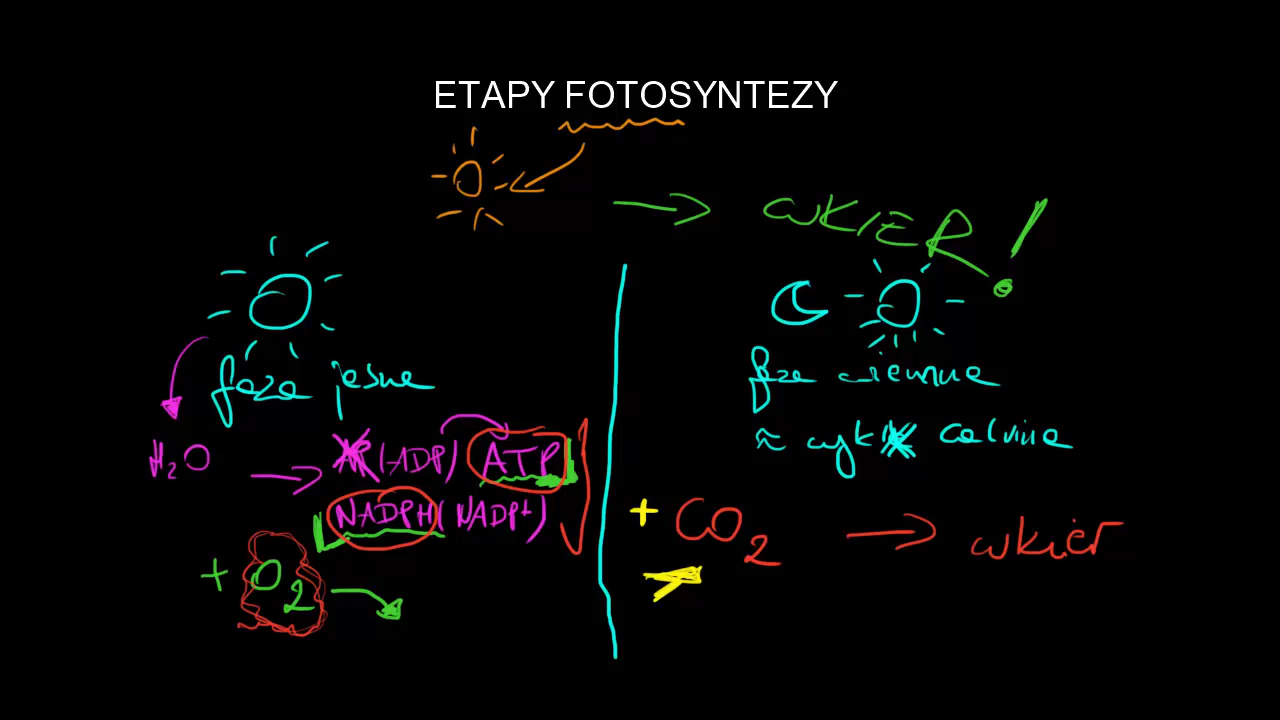 ETAPY FOTOSYNTEZY
CUKIER!
faza jasna
faza ciemna
≈ cykl Calvina
H₂O → (ADP) ATP
NADPH (NADP+)
+ O₂
+ CO₂ → cukier